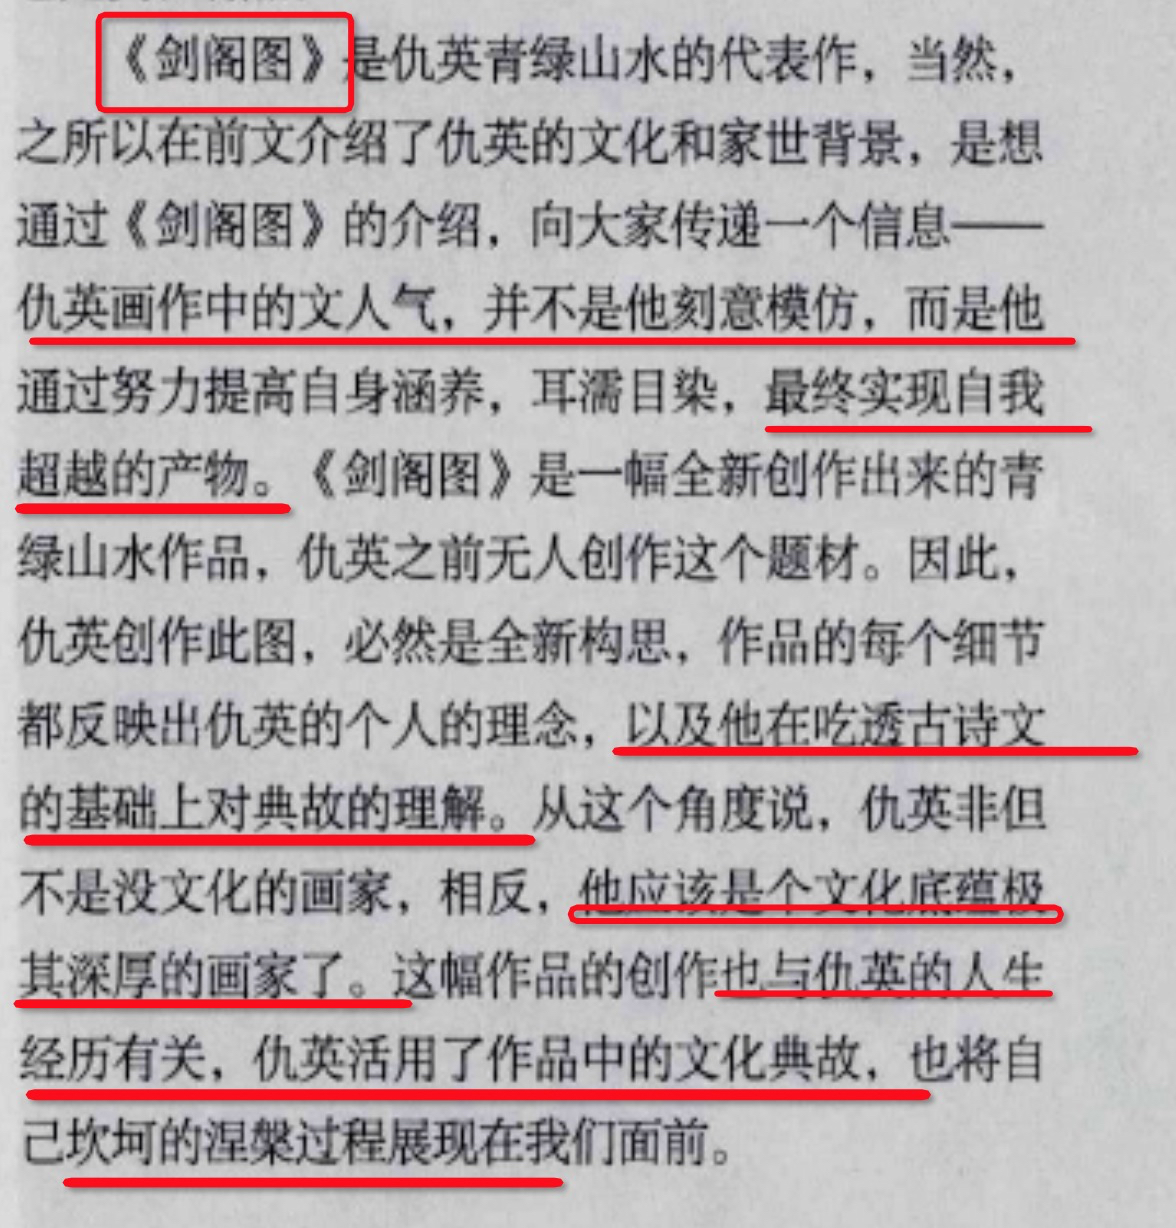 《剑阁图》是仇英青绿山水的代表作，当然，
之所以在前文介绍了仇英的文化和家世背景，是想
通过《剑阁图》的介绍，向大家传递一个信息——
仇英画作中的文人气，并不是他刻意模仿，而是他
通过努力提高自身涵养，耳濡目染，最终实现自我
超越的产物。《剑阁图》是一幅全新创作出来的青
绿山水作品，仇英之前无人创作这个题材。因此，
仇英创作此图，必然是全新构思，作品的每个细节
都反映出仇英的个人的理念，以及他在吃透古诗文
的基础上对典故的理解。从这个角度说，仇英非但
不是没文化的画家，相反，他应该是个文化底蕴极
其深厚的画家了。这幅作品的创作也与仇英的人生
经历有关，仇英活用了作品中的文化典故，也将自
己坎坷的涅槃过程展现在我们面前。